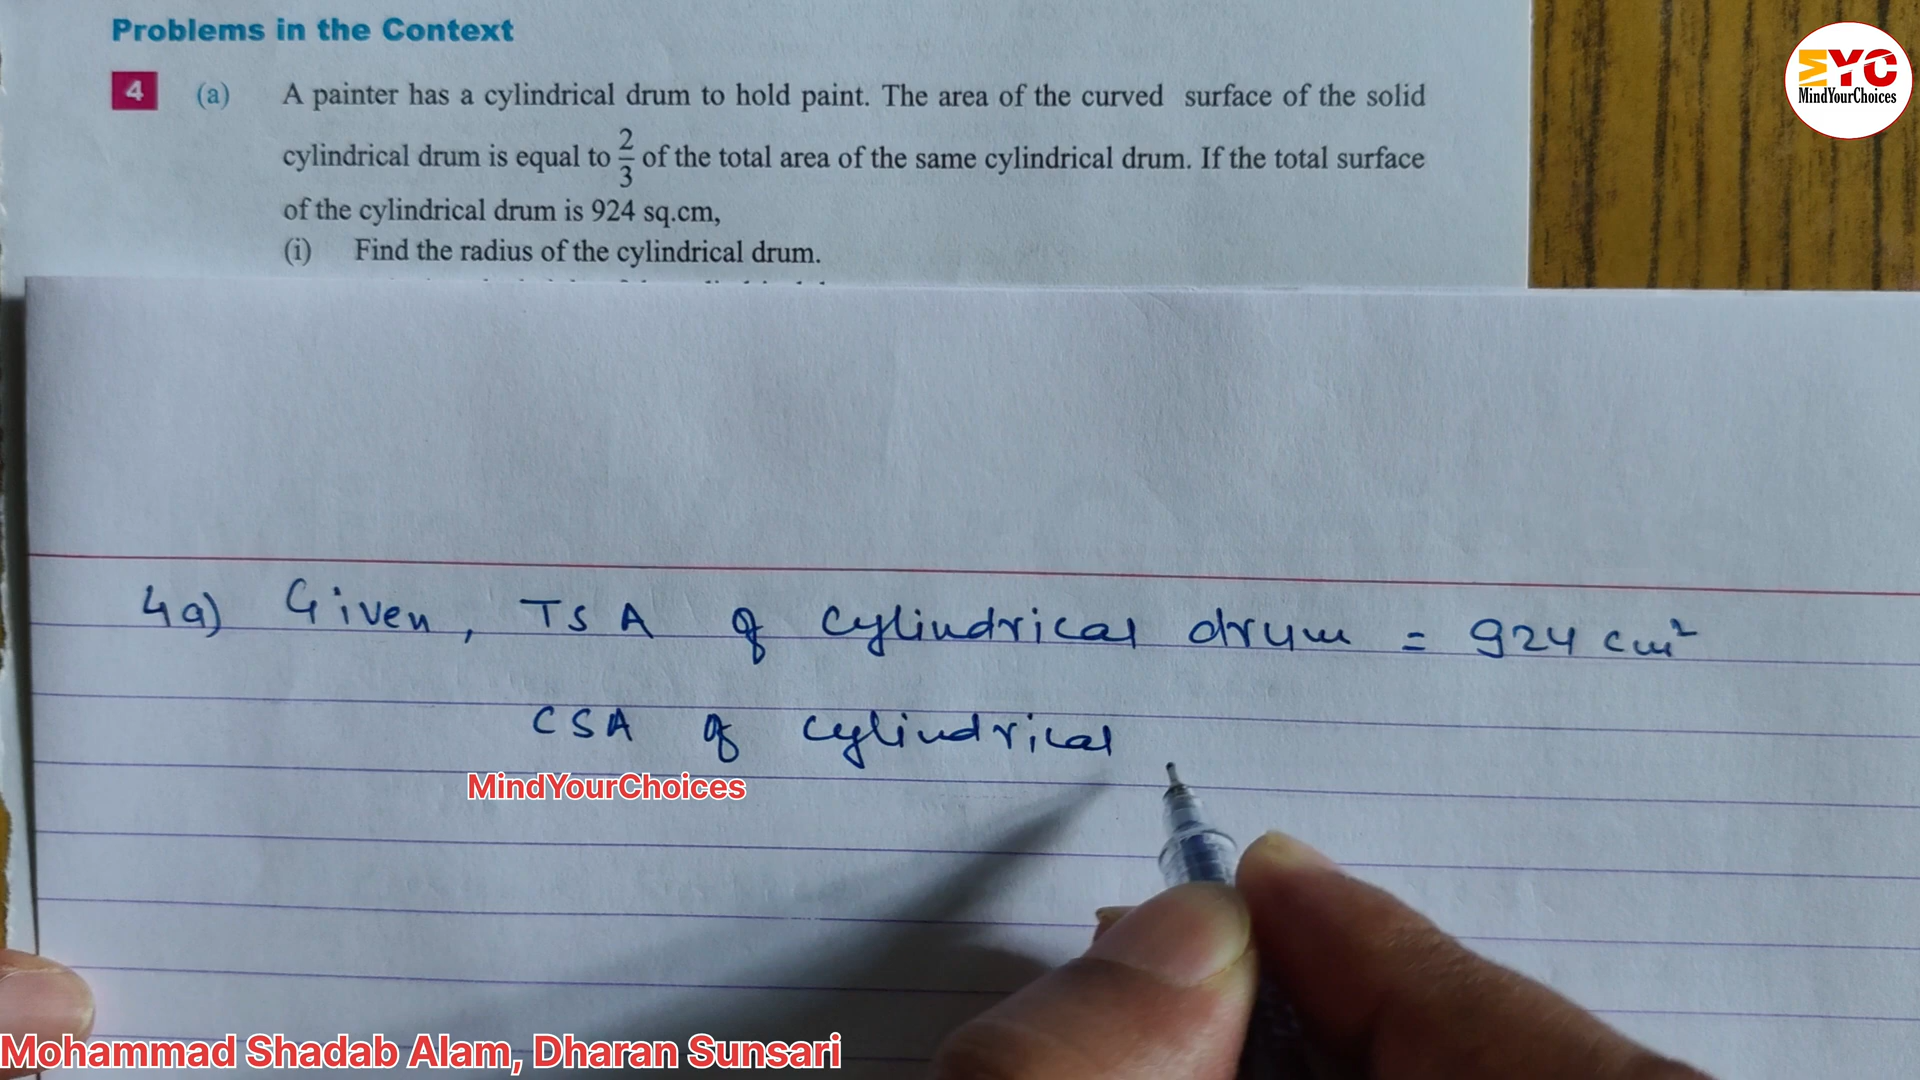 Problems in the Context
MYC
MindYourChoices
4 (a) A painter has a cylindrical drum to hold paint. The area of the curved surface of the solid
cylindrical drum is equal to 2/3 of the total area of the same cylindrical drum. If the total surface
of the cylindrical drum is 924 sq.cm,
(i) Find the radius of the cylindrical drum.
4a) Given, TSA of cylindrical drum = 924 cm²
CSA of cylindrical
MindYourChoices
Mohammad Shadab Alam, Dharan Sunsari